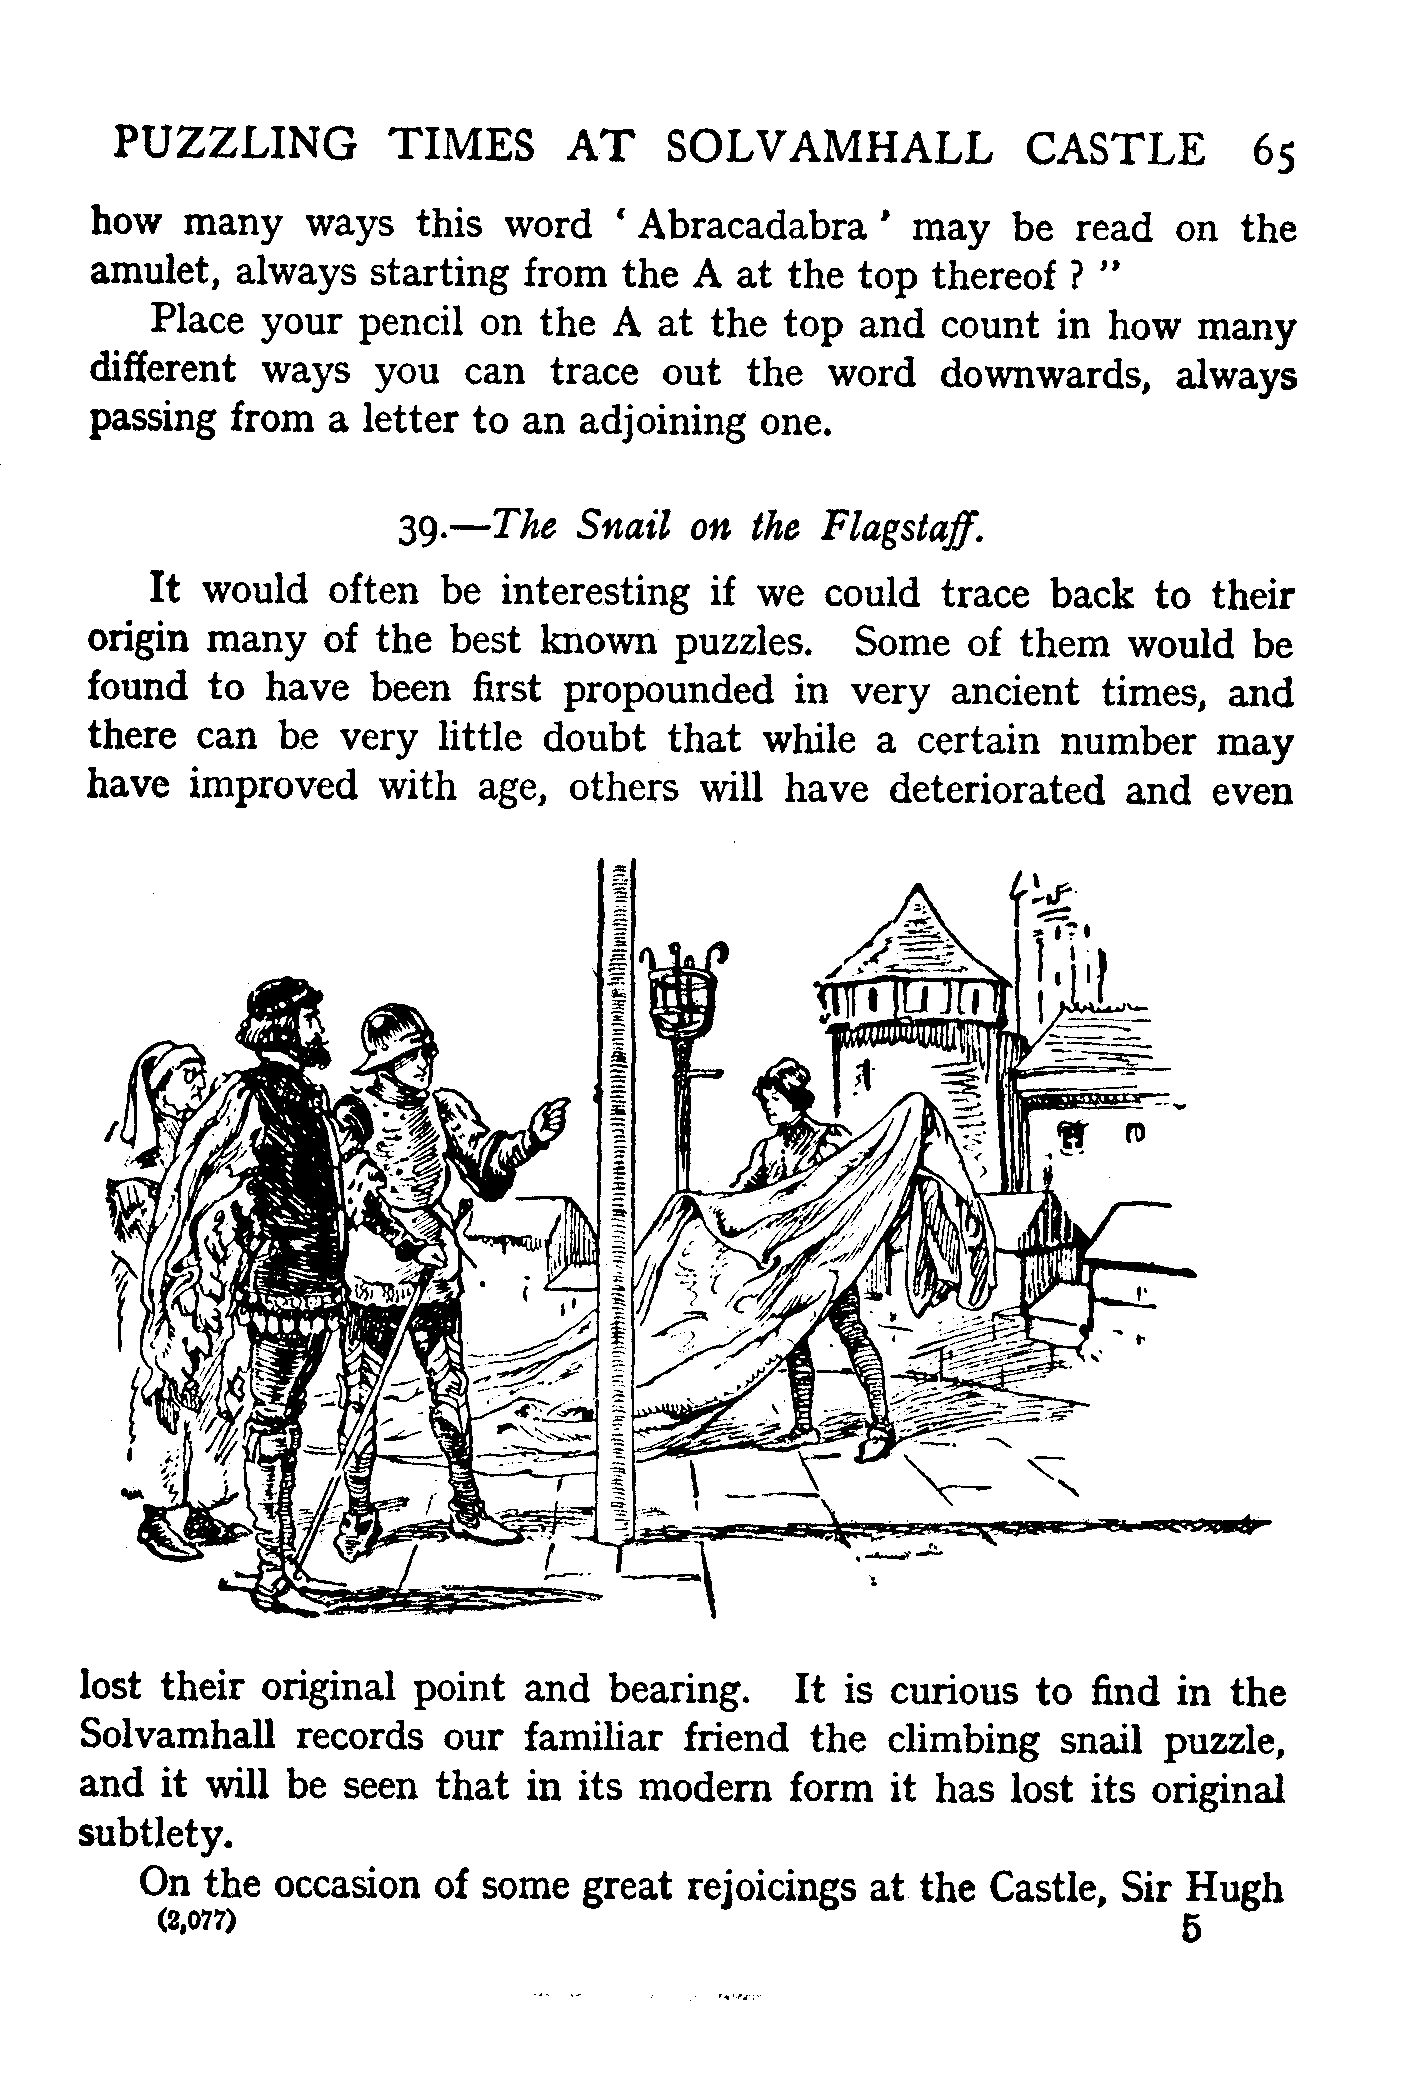 PUZZLING TIMES AT SOLVAMHALL CASTLE 65
how many ways this word ‘ Abracadabra ’ may be read on the
amulet, always starting from the A at the top thereof ? ”
Place your pencil on the A at the top and count in how many
different ways you can trace out the word downwards, always
passing from a letter to an adjoining one.
39.—The Snail on the Flagstaff.
It would often be interesting if we could trace back to their
origin many of the best known puzzles. Some of them would be
found to have been first propounded in very ancient times, and
there can be very little doubt that while a certain number may
have improved with age, others will have deteriorated and even
lost their original point and bearing. It is curious to find in the
Solvamhall records our familiar friend the climbing snail puzzle,
and it will be seen that in its modern form it has lost its original
subtlety.
On the occasion of some great rejoicings at the Castle, Sir Hugh
(2,077) 5